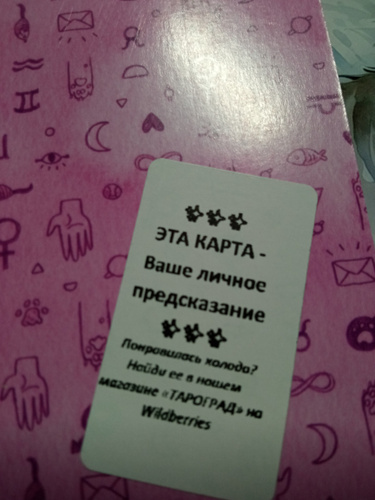 ЭТА КАРТА -
Ваше личное
предсказание
Понравилась колода?
Найди ее в нашем
магазине «ТАРОГРАД» на
Wildberries